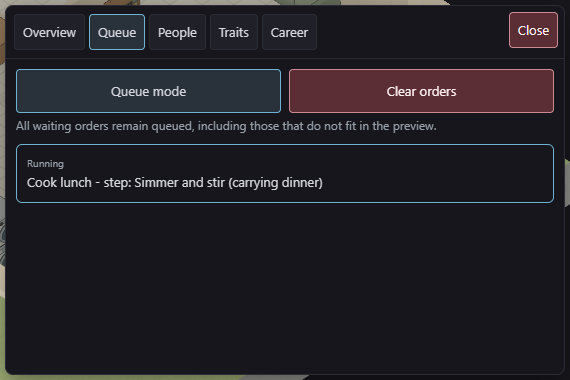 Overview Queue People Traits Career Close
Queue mode Clear orders
All waiting orders remain queued, including those that do not fit in the preview.
Running
Cook lunch - step: Simmer and stir (carrying dinner)